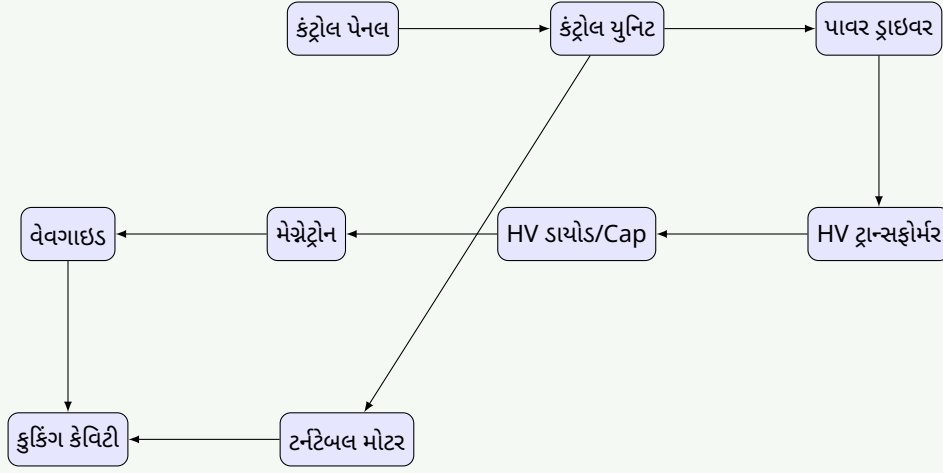 કંટ્રોલ પેનલ
કંટ્રોલ યુનિટ
પાવર ડ્રાઇવર
વેવગાઇડ
મેગ્નેટ્રોન
HV ડાયોડ/Cap
HV ટ્રાન્સફોર્મર
કુકિંગ કેવિટી
ટર્નટેબલ મોટર